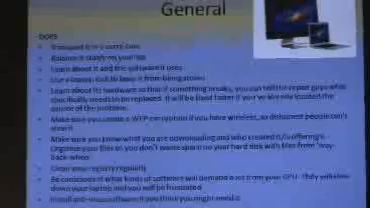 General
DO'S
Transport it in a carry case
Balance it steady on your lap
Learn about it and the software it uses
Use a laptop lock to keep it from being stolen
Learn about its hardware so that if something breaks, you can tell the repair guys what
specifically needs to be replaced. It will be fixed faster if you've already located the
source of the problem.
Make sure you create a WEP encryption if you have wireless, so dishonest people can't
steal it
Make sure you know what you are downloading and who created it/is offering it.
Organize your files so you don't waste space on your hard disk with files from 'way
back when'
Clean your registry regularly
Be conscious of what kinds of software will demand a lot from your CPU. They will slow
down your laptop and you will be frustrated
Install anti-virus software if you think you might need it